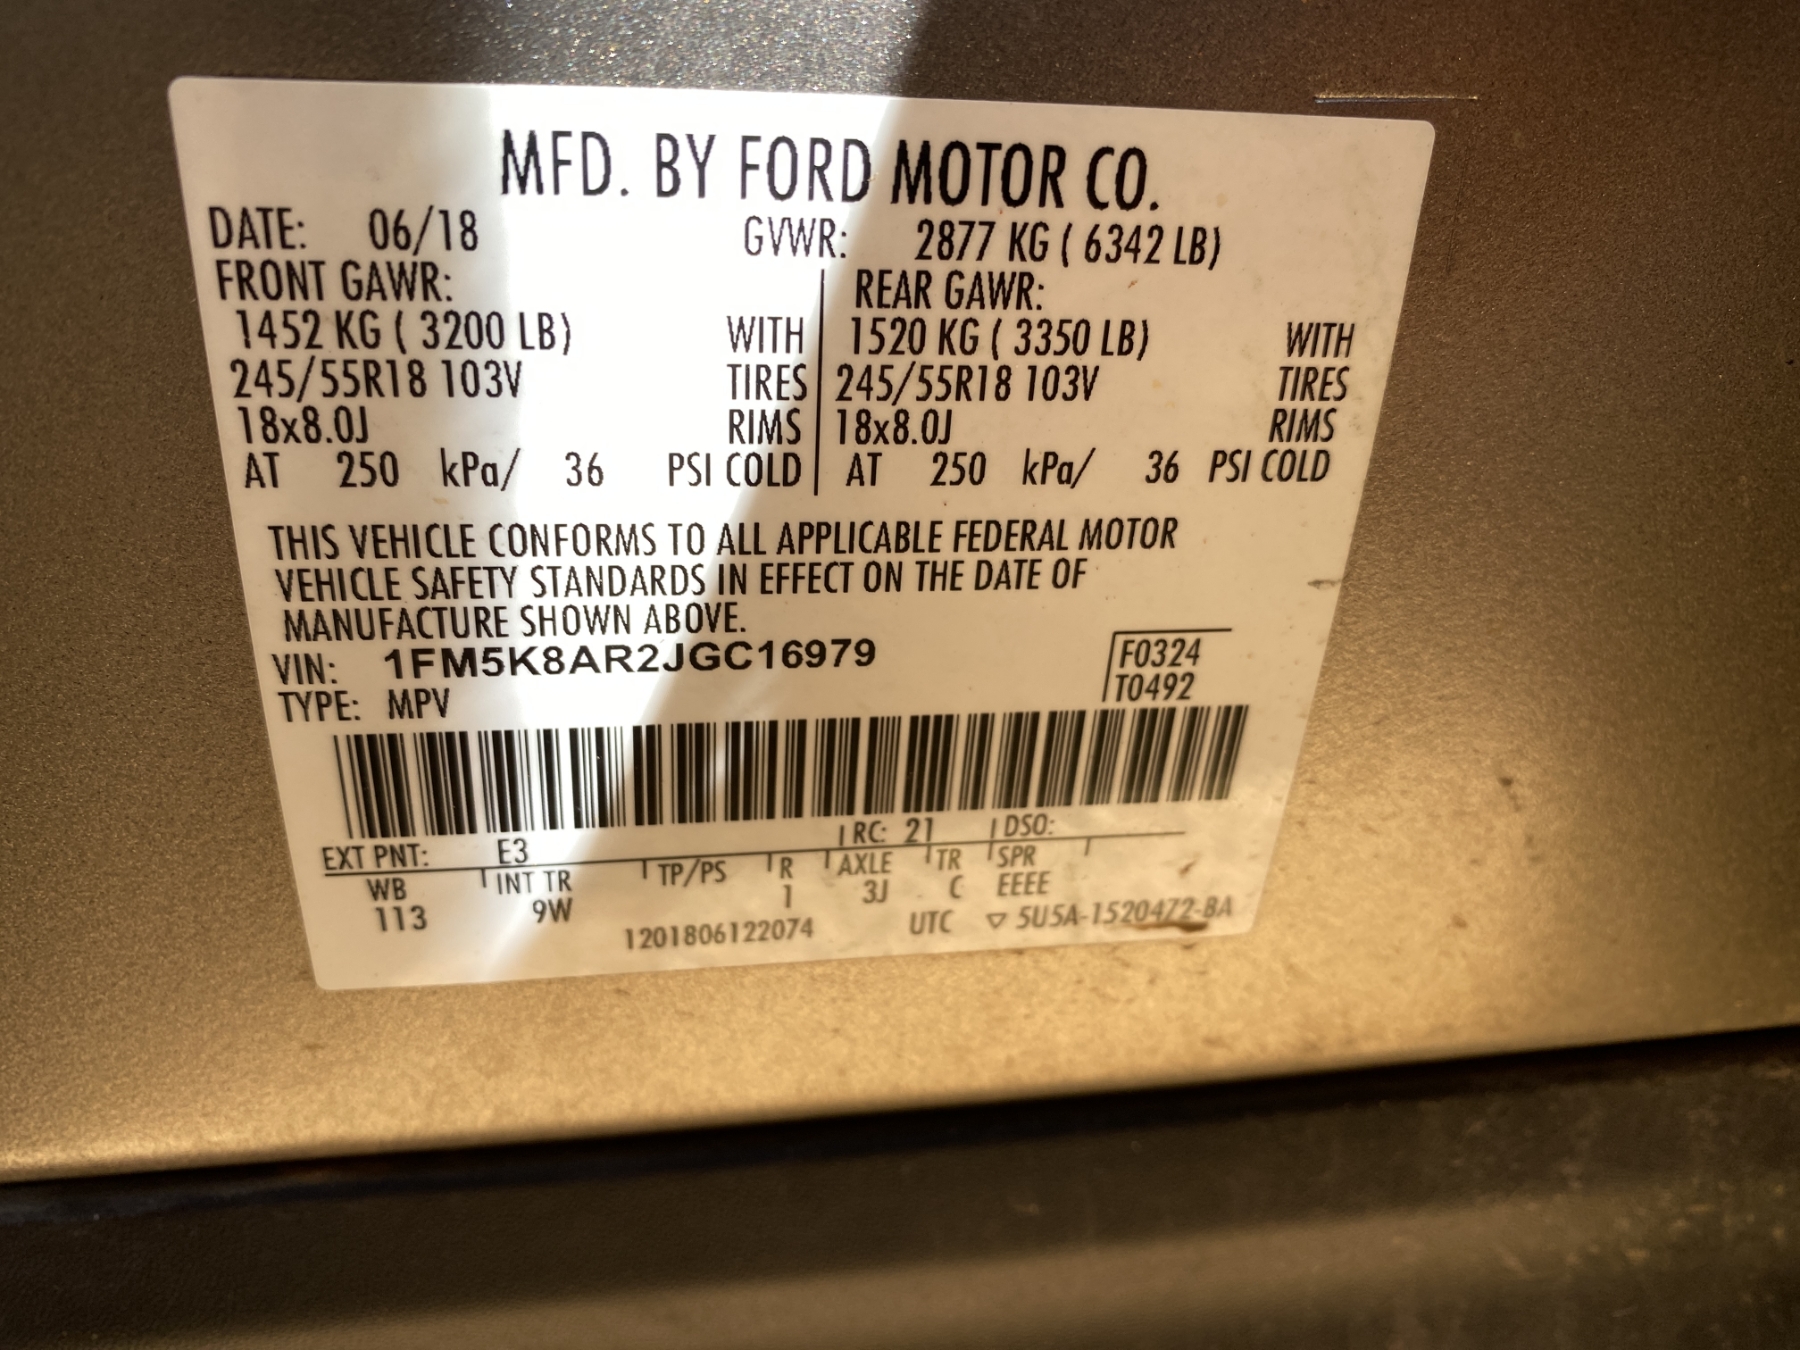 MFD. BY FORD MOTOR CO.
DATE: 06/18 GVWR: 2877 KG ( 6342 LB)
FRONT GAWR: REAR GAWR:
1452 KG ( 3200 LB) WITH 1520 KG ( 3350 LB) WITH
245/55R18 103V TIRES 245/55R18 103V TIRES
18x8.0J RIMS 18x8.0J RIMS
AT 250 kPa/ 36 PSI COLD AT 250 kPa/ 36 PSI COLD
THIS VEHICLE CONFORMS TO ALL APPLICABLE FEDERAL MOTOR
VEHICLE SAFETY STANDARDS IN EFFECT ON THE DATE OF
MANUFACTURE SHOWN ABOVE.
VIN: 1FM5K8AR2JGC16979 F0324
TYPE: MPV T0492
EXT PNT: E3 RC: 21 DSO:
WB INT TR TP/PS R AXLE TR SPR
113 9W 1 3J C EEEE
1201806122074 UTC ▽ 5U5A-1520472-BA